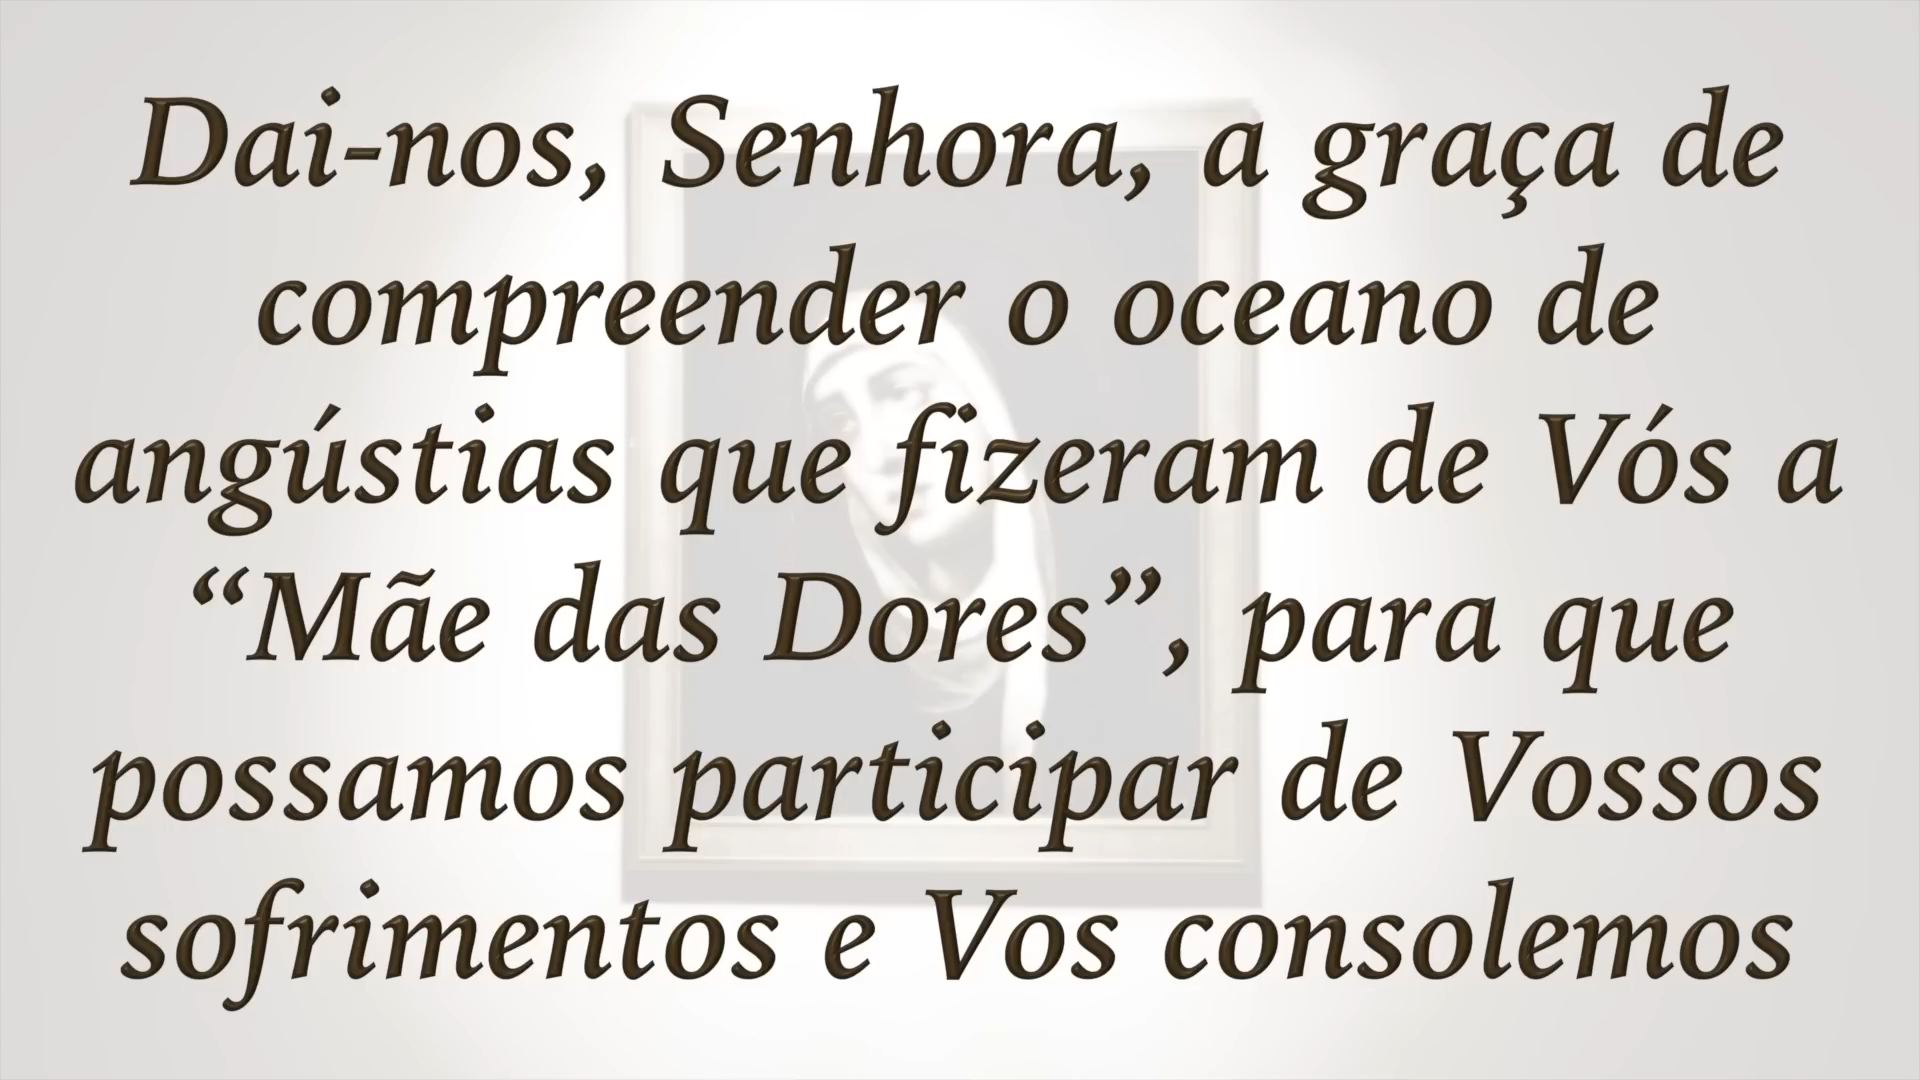 Dai-nos, Senhora, a graça de
compreender o oceano de
angústias que fizeram de Vós a
“Mãe das Dores”, para que
possamos participar de Vossos
sofrimentos e Vos consolemos